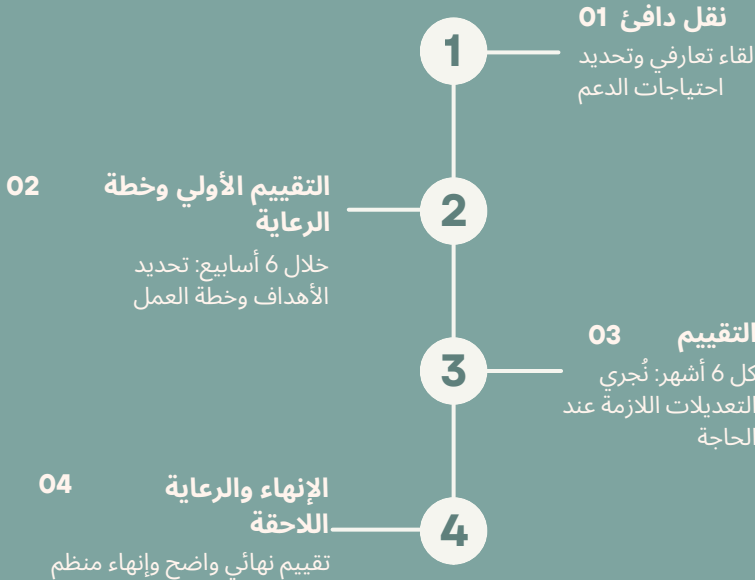 01 نقل دافئ
لقاء تعارفي وتحديد
احتياجات الدعم
1
02 التقييم الأولي وخطة
الرعاية
خلال 6 أسابيع: تحديد
الأهداف وخطة العمل
2
03 التقييم
كل 6 أشهر: نُجري
التعديلات اللازمة عند
الحاجة
3
04 الإنهاء والرعاية
اللاحقة
تقييم نهائي واضح وإنهاء منظم
4